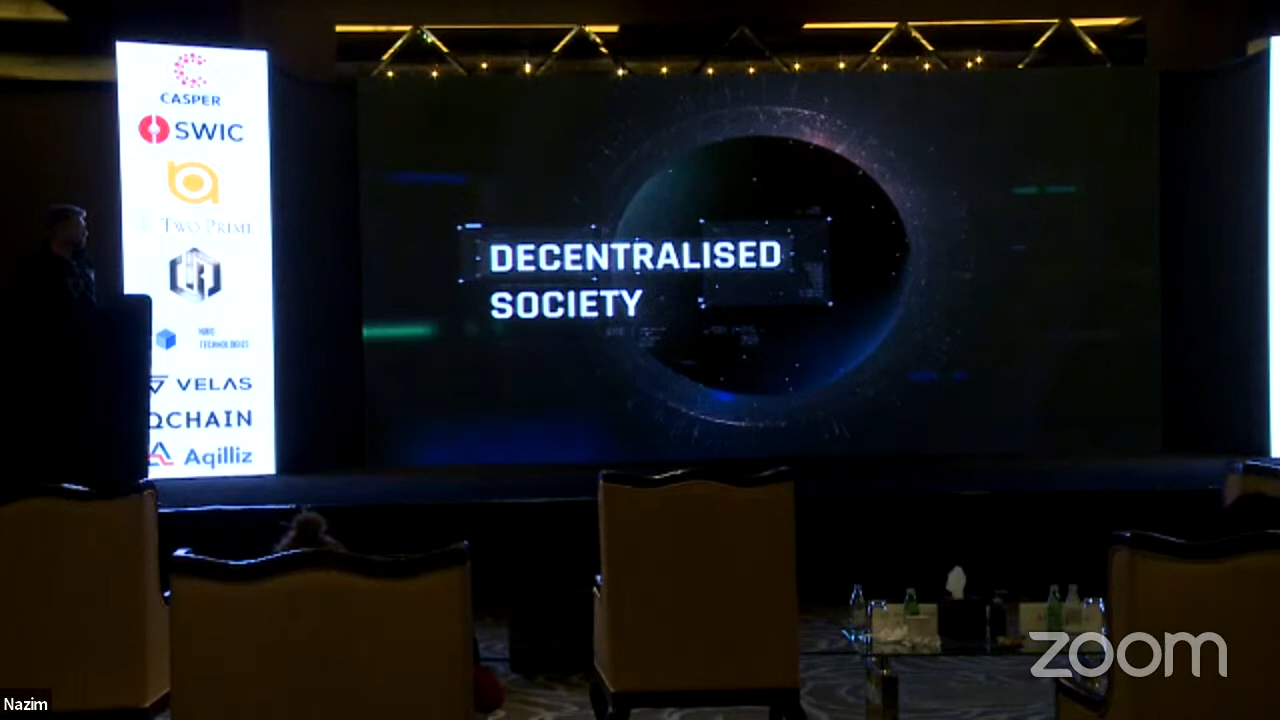 CASPER
SWIC
TWO PRIME
VELAS
QCHAIN
Aqilliz
DECENTRALISED
SOCIETY
zoom
Nazim